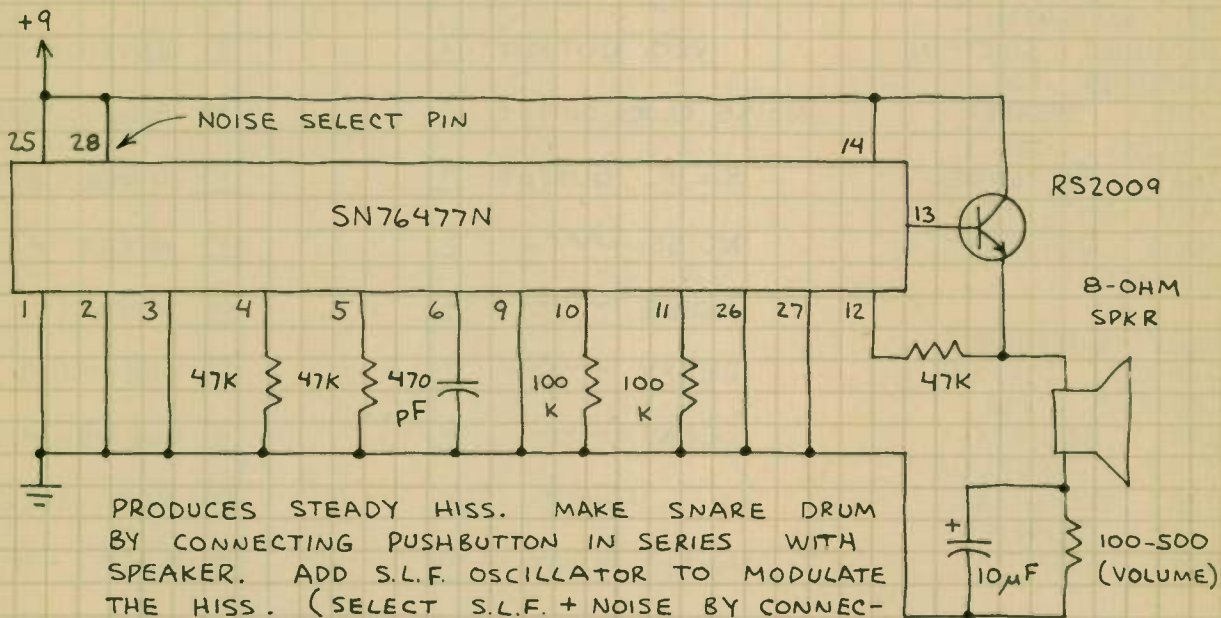 +9
NOISE SELECT PIN
25 28 14
RS2009
SN76477N
13
1 2 3 4 5 6 9 10 11 26 27 12
8-OHM
SPKR
47K 47K 470 pF 100 K 100 K 47K
PRODUCES STEADY HISS. MAKE SNARE DRUM
BY CONNECTING PUSHBUTTON IN SERIES WITH
SPEAKER. ADD S.L.F. OSCILLATOR TO MODULATE
THE HISS. (SELECT S.L.F. + NOISE BY CONNEC-
+
10µF
100-500
(VOLUME)